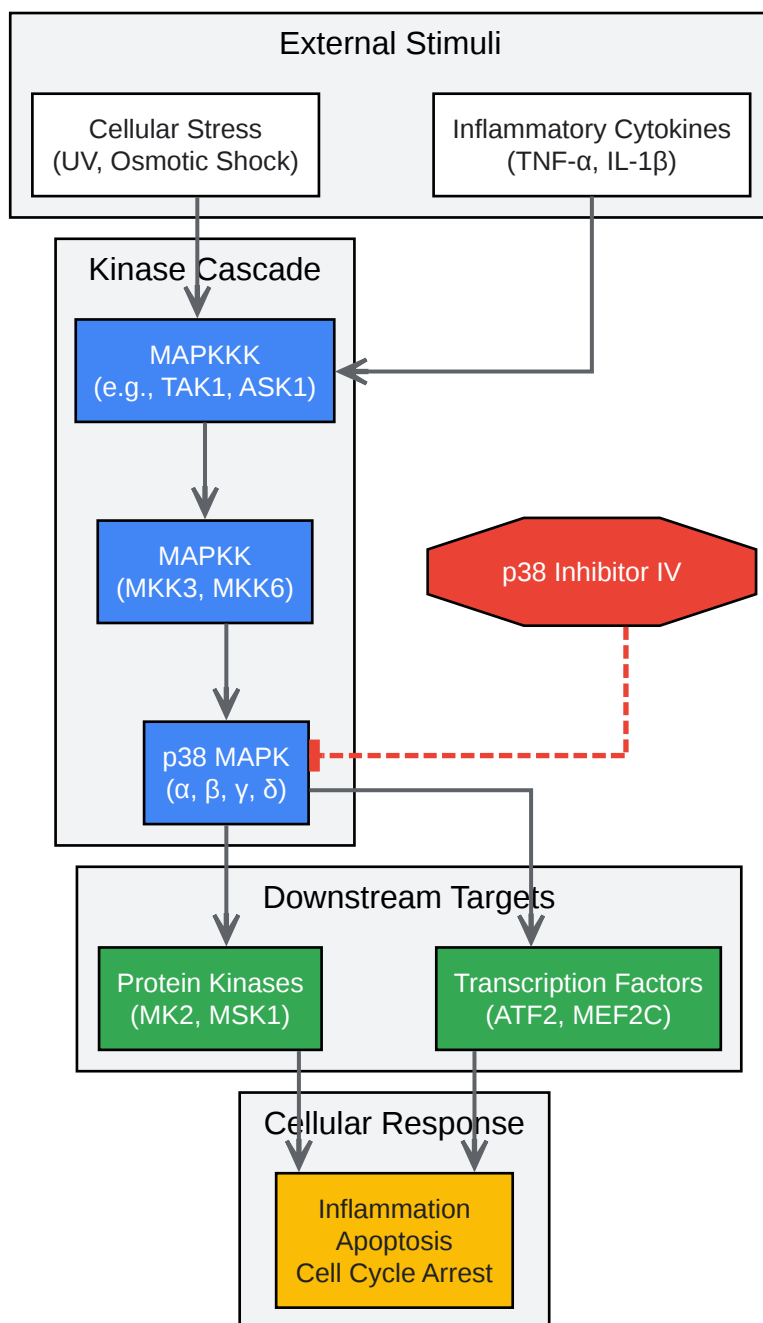 External Stimuli
Cellular Stress
(UV, Osmotic Shock)
Inflammatory Cytokines
(TNF-α, IL-1β)
Kinase Cascade
MAPKKK
(e.g., TAK1, ASK1)
MAPKK
(MKK3, MKK6)
p38 Inhibitor IV
p38 MAPK
(α, β, γ, δ)
Downstream Targets
Protein Kinases
(MK2, MSK1)
Transcription Factors
(ATF2, MEF2C)
Cellular Response
Inflammation
Apoptosis
Cell Cycle Arrest